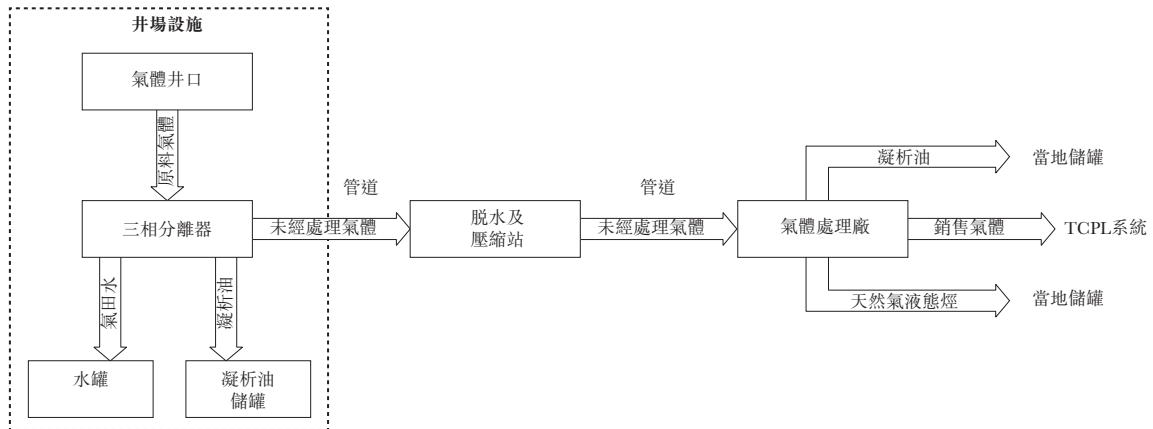 井場設施
氣體井口
原料氣體
三相分離器
氣田水
凝析油
水罐
凝析油
儲罐
管道
未經處理氣體
脱水及
壓縮站
管道
未經處理氣體
氣體處理廠
凝析油
當地儲罐
銷售氣體
TCPL系統
天然氣液態烴
當地儲罐